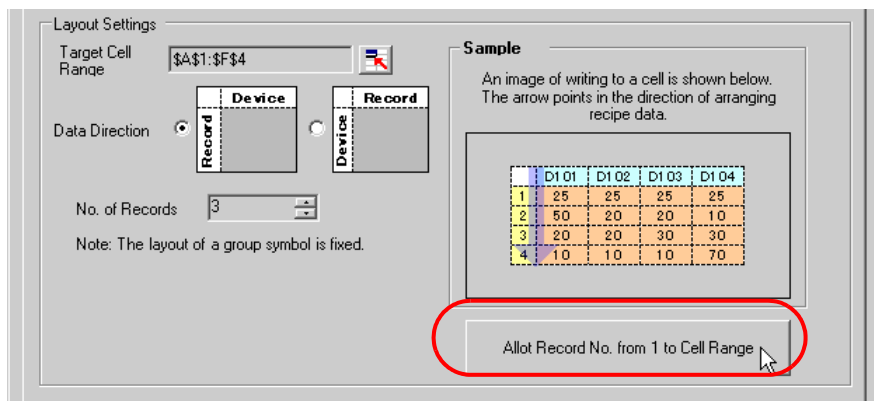 Layout Settings
Target Cell
Range
$A$1:$F$4
Data Direction
Device
Record
Record
Device
No. of Records
3
Note: The layout of a group symbol is fixed.
Sample
An image of writing to a cell is shown below.
The arrow points in the direction of arranging
recipe data.
D101 D102 D103 D104
1 25 25 25 25
2 50 20 20 10
3 20 20 30 30
4 10 10 10 70
Allot Record No. from 1 to Cell Range